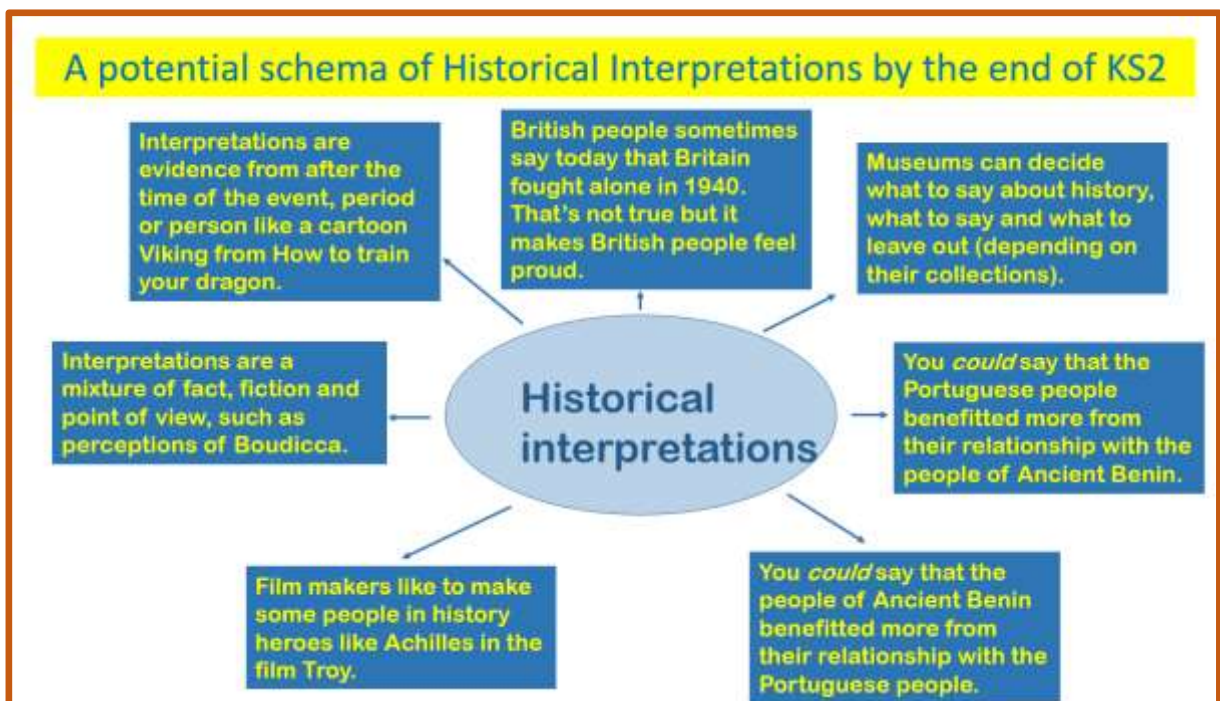 A potential schema of Historical Interpretations by the end of KS2
Interpretations are
evidence from after the
time of the event, period
or person like a cartoon
Viking from How to train
your dragon.
British people sometimes
say today that Britain
fought alone in 1940.
That's not true but it
makes British people feel
proud.
Museums can decide
what to say about history,
what to say and what to
leave out (depending on
their collections).
Interpretations are a
mixture of fact, fiction and
point of view, such as
perceptions of Boudicca.
Historical
interpretations
You could say that the
Portuguese people
benefitted more from
their relationship with the
people of Ancient Benin.
Film makers like to make
some people in history
heroes like Achilles in the
film Troy.
You could say that the
people of Ancient Benin
benefitted more from
their relationship with the
Portuguese people.